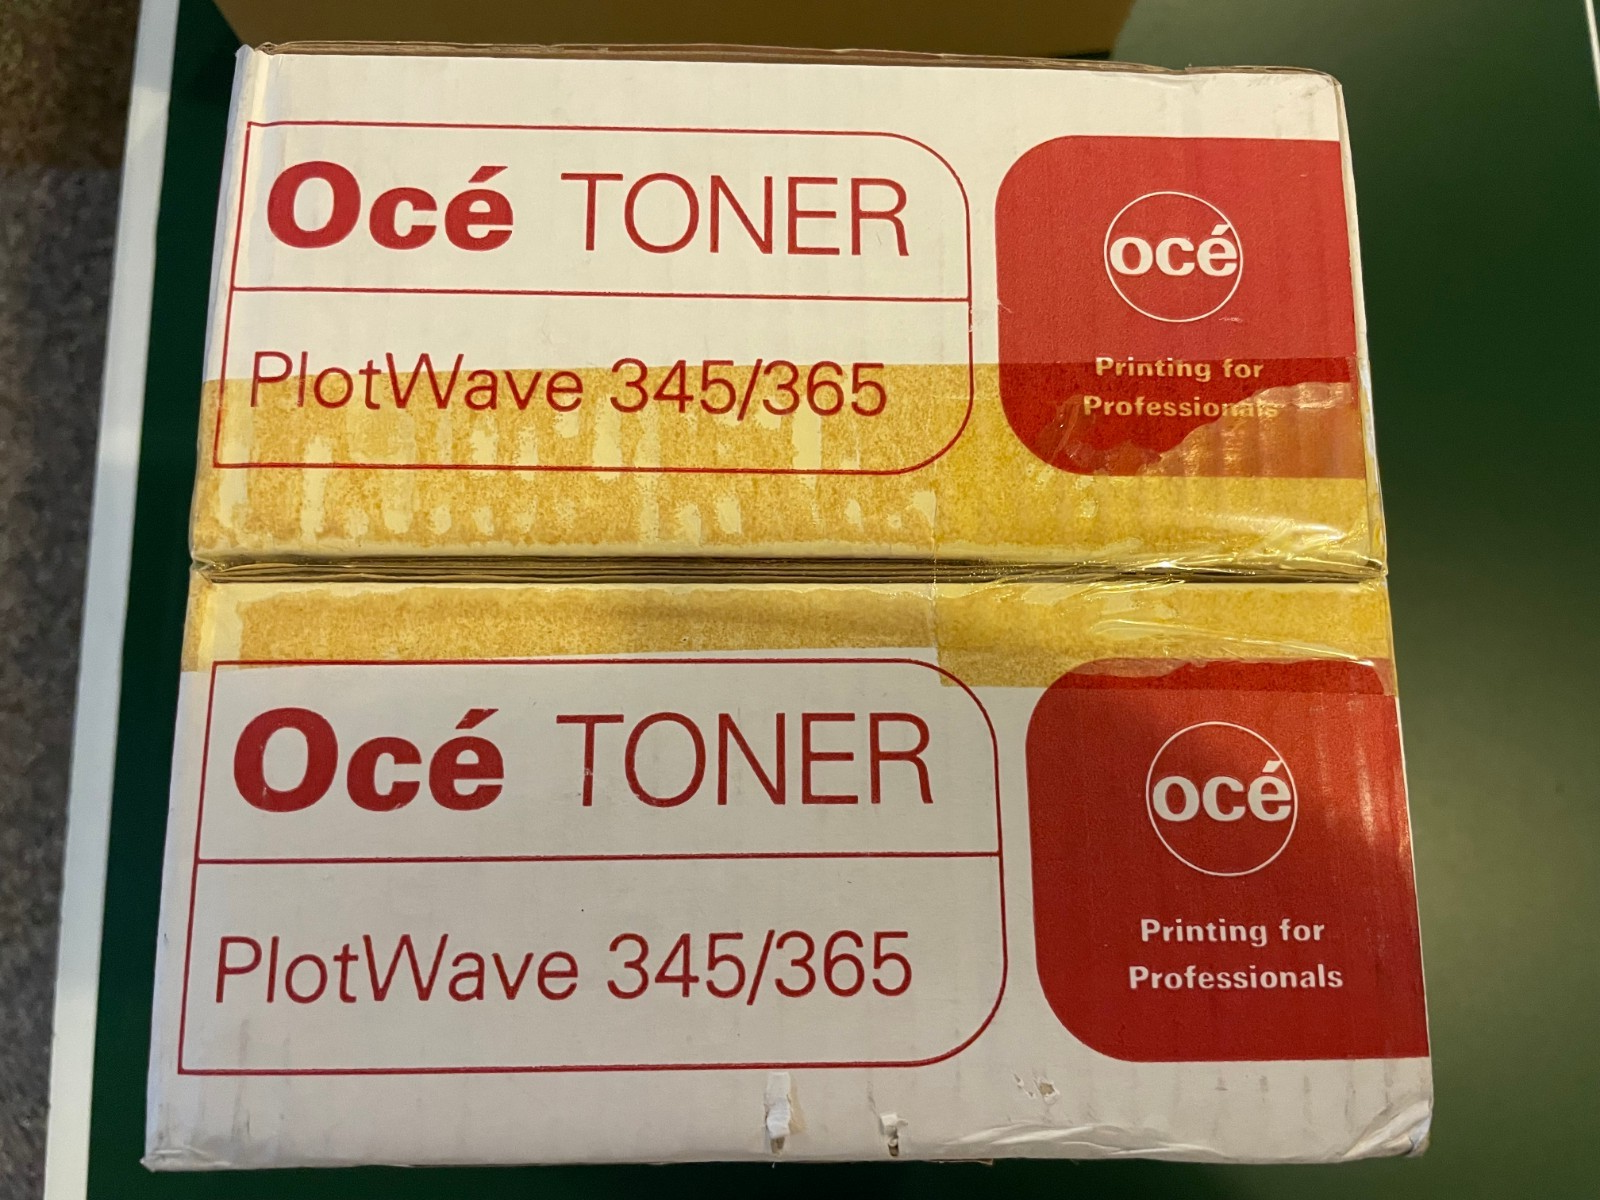 Océ TONER
PlotWave 345/365
océ
Printing for
Professionals
Océ TONER
PlotWave 345/365
océ
Printing for
Professionals